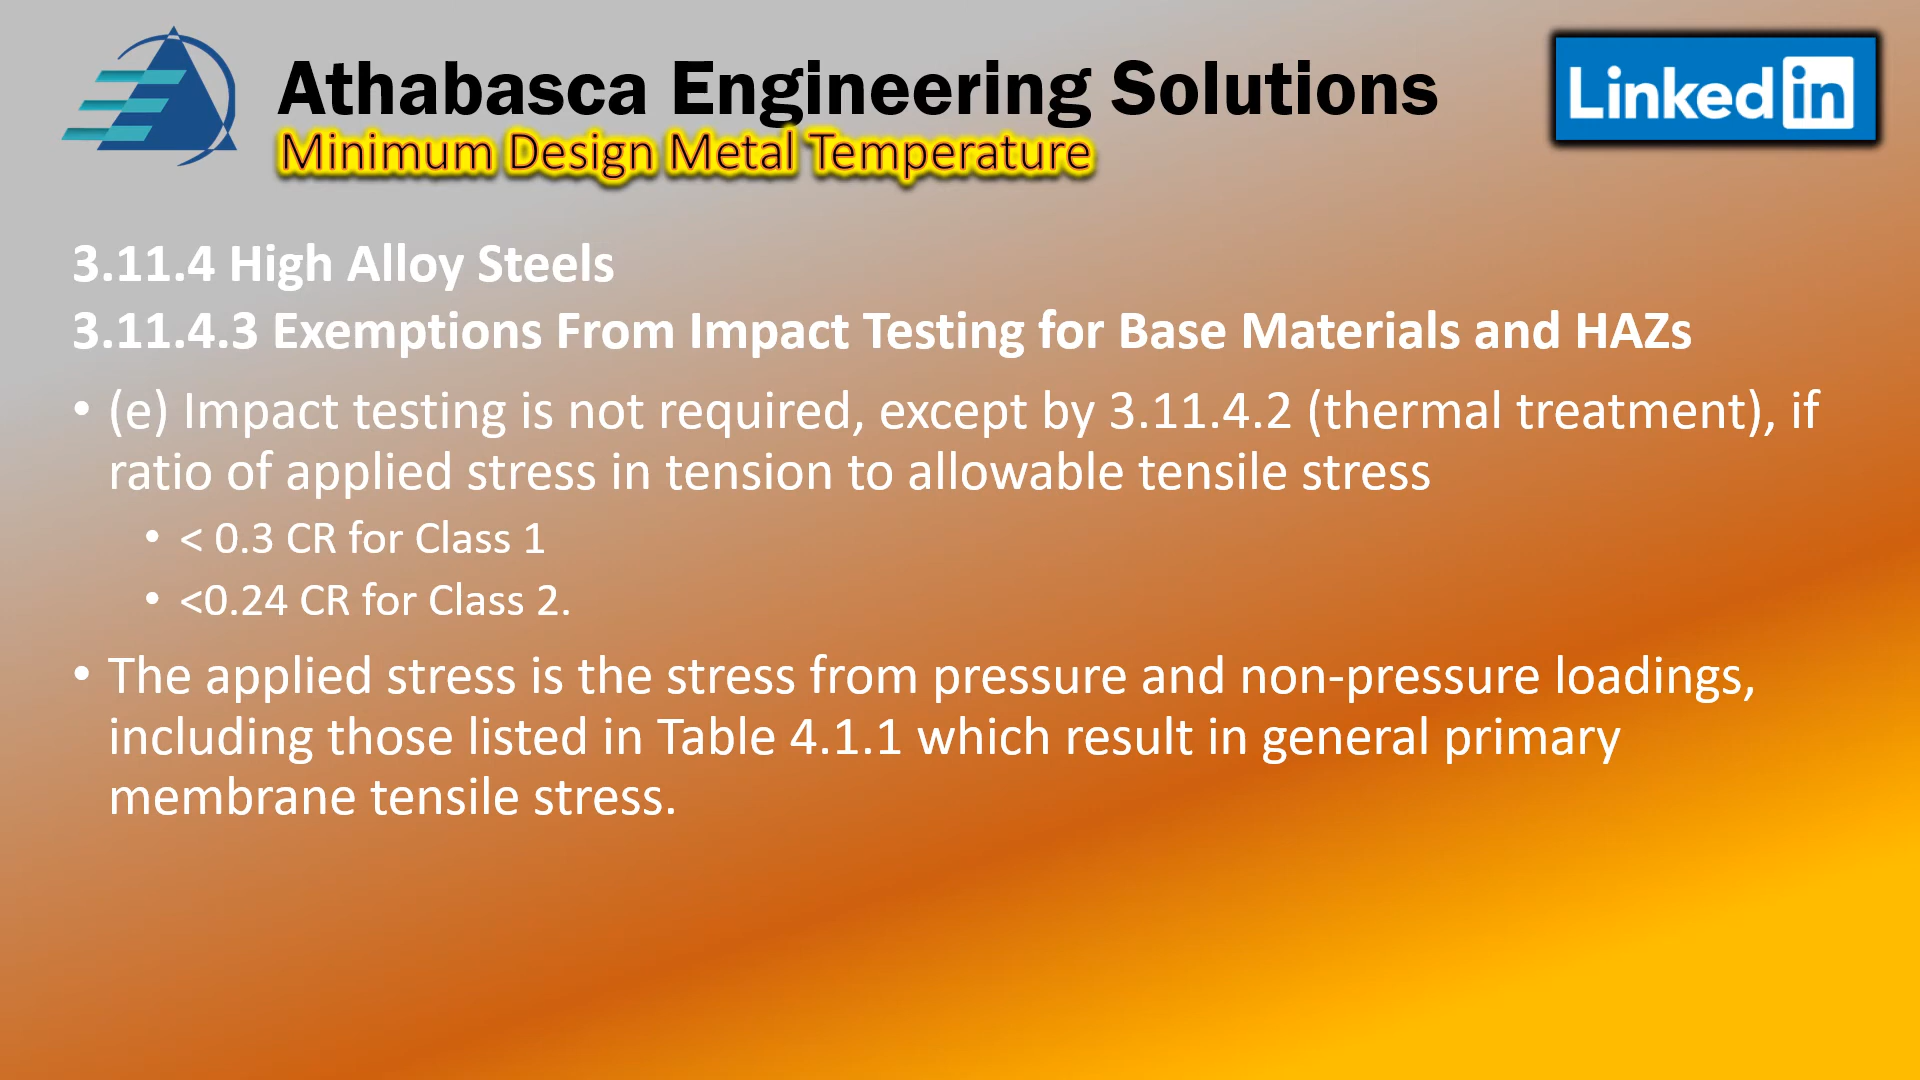 Athabasca Engineering Solutions
Linked in
Minimum Design Metal Temperature
3.11.4 High Alloy Steels
3.11.4.3 Exemptions From Impact Testing for Base Materials and HAZs
• (e) Impact testing is not required, except by 3.11.4.2 (thermal treatment), if
ratio of applied stress in tension to allowable tensile stress
• < 0.3 CR for Class 1
• <0.24 CR for Class 2.
• The applied stress is the stress from pressure and non-pressure loadings,
including those listed in Table 4.1.1 which result in general primary
membrane tensile stress.